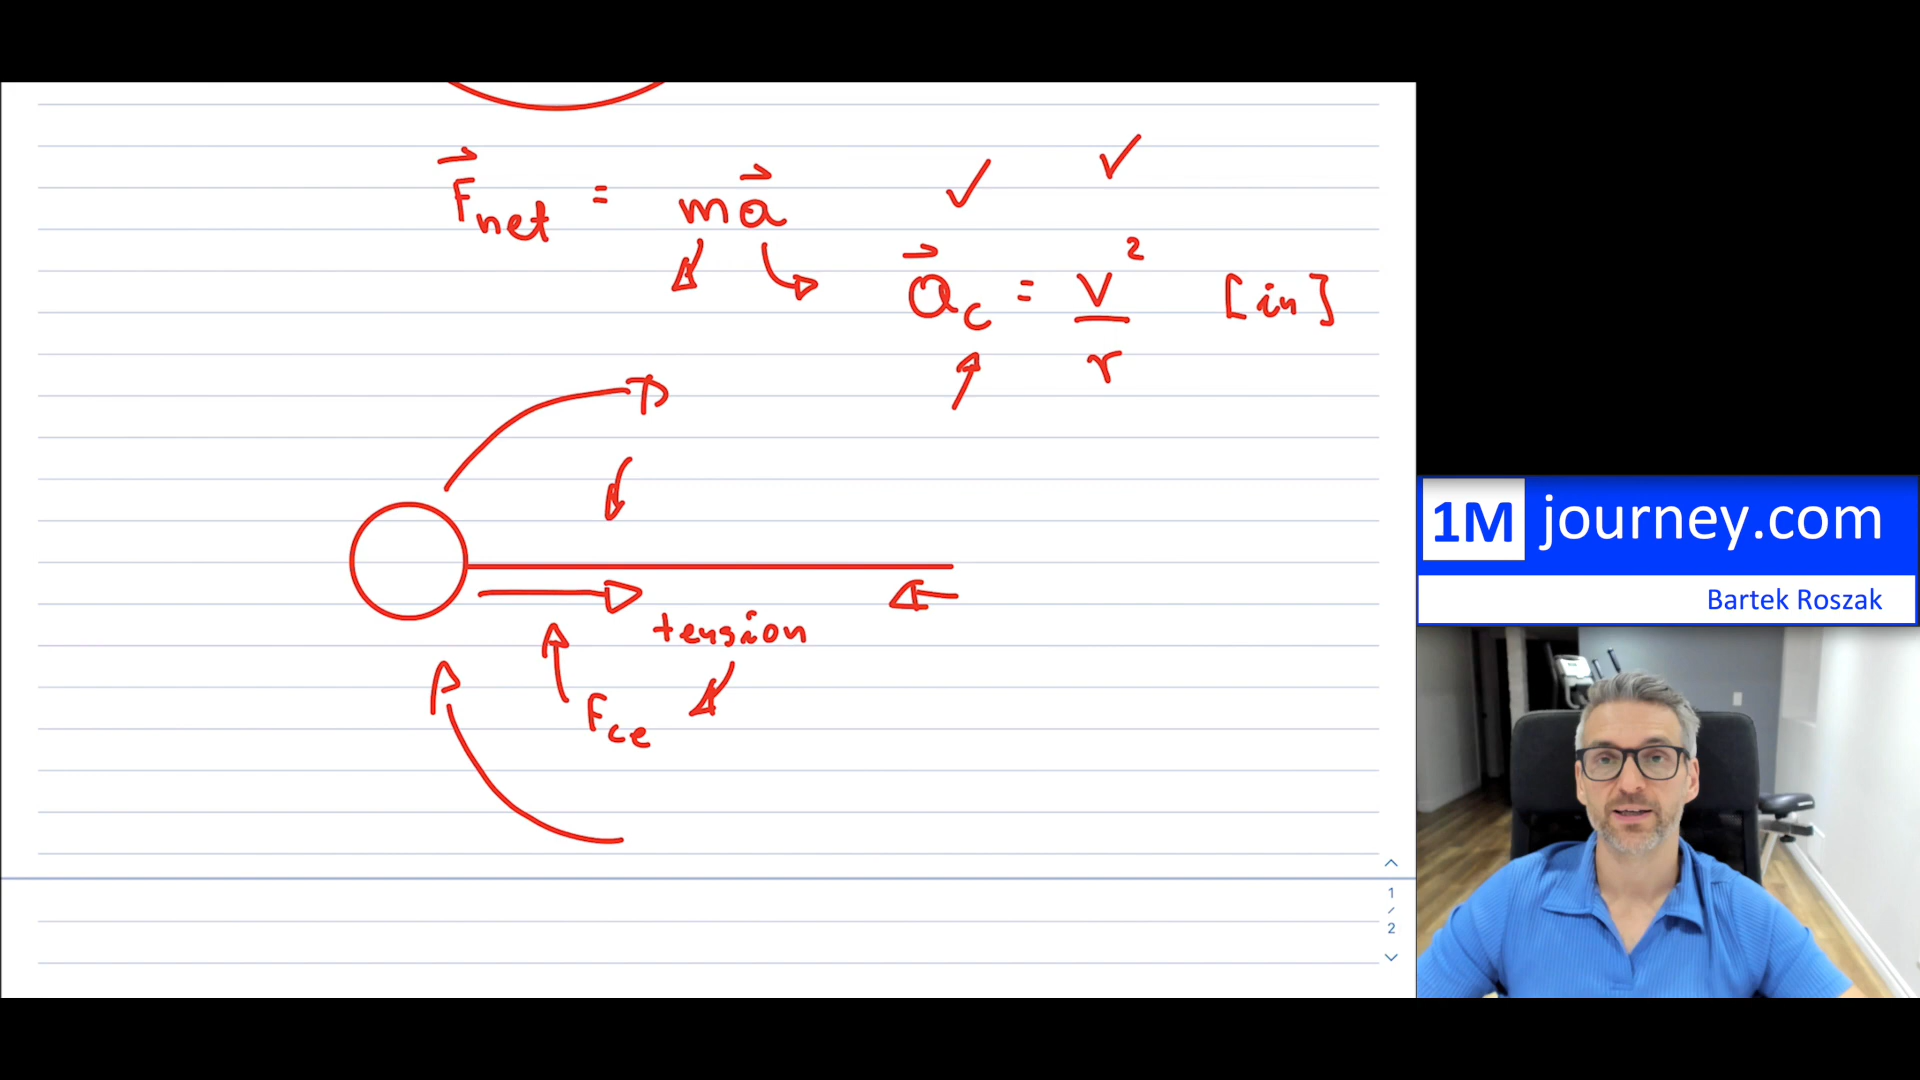 F⃗net = ma⃗
a⃗c = v²/r [in]
tension
Fce
1
/
2
1M journey.com
Bartek Roszak